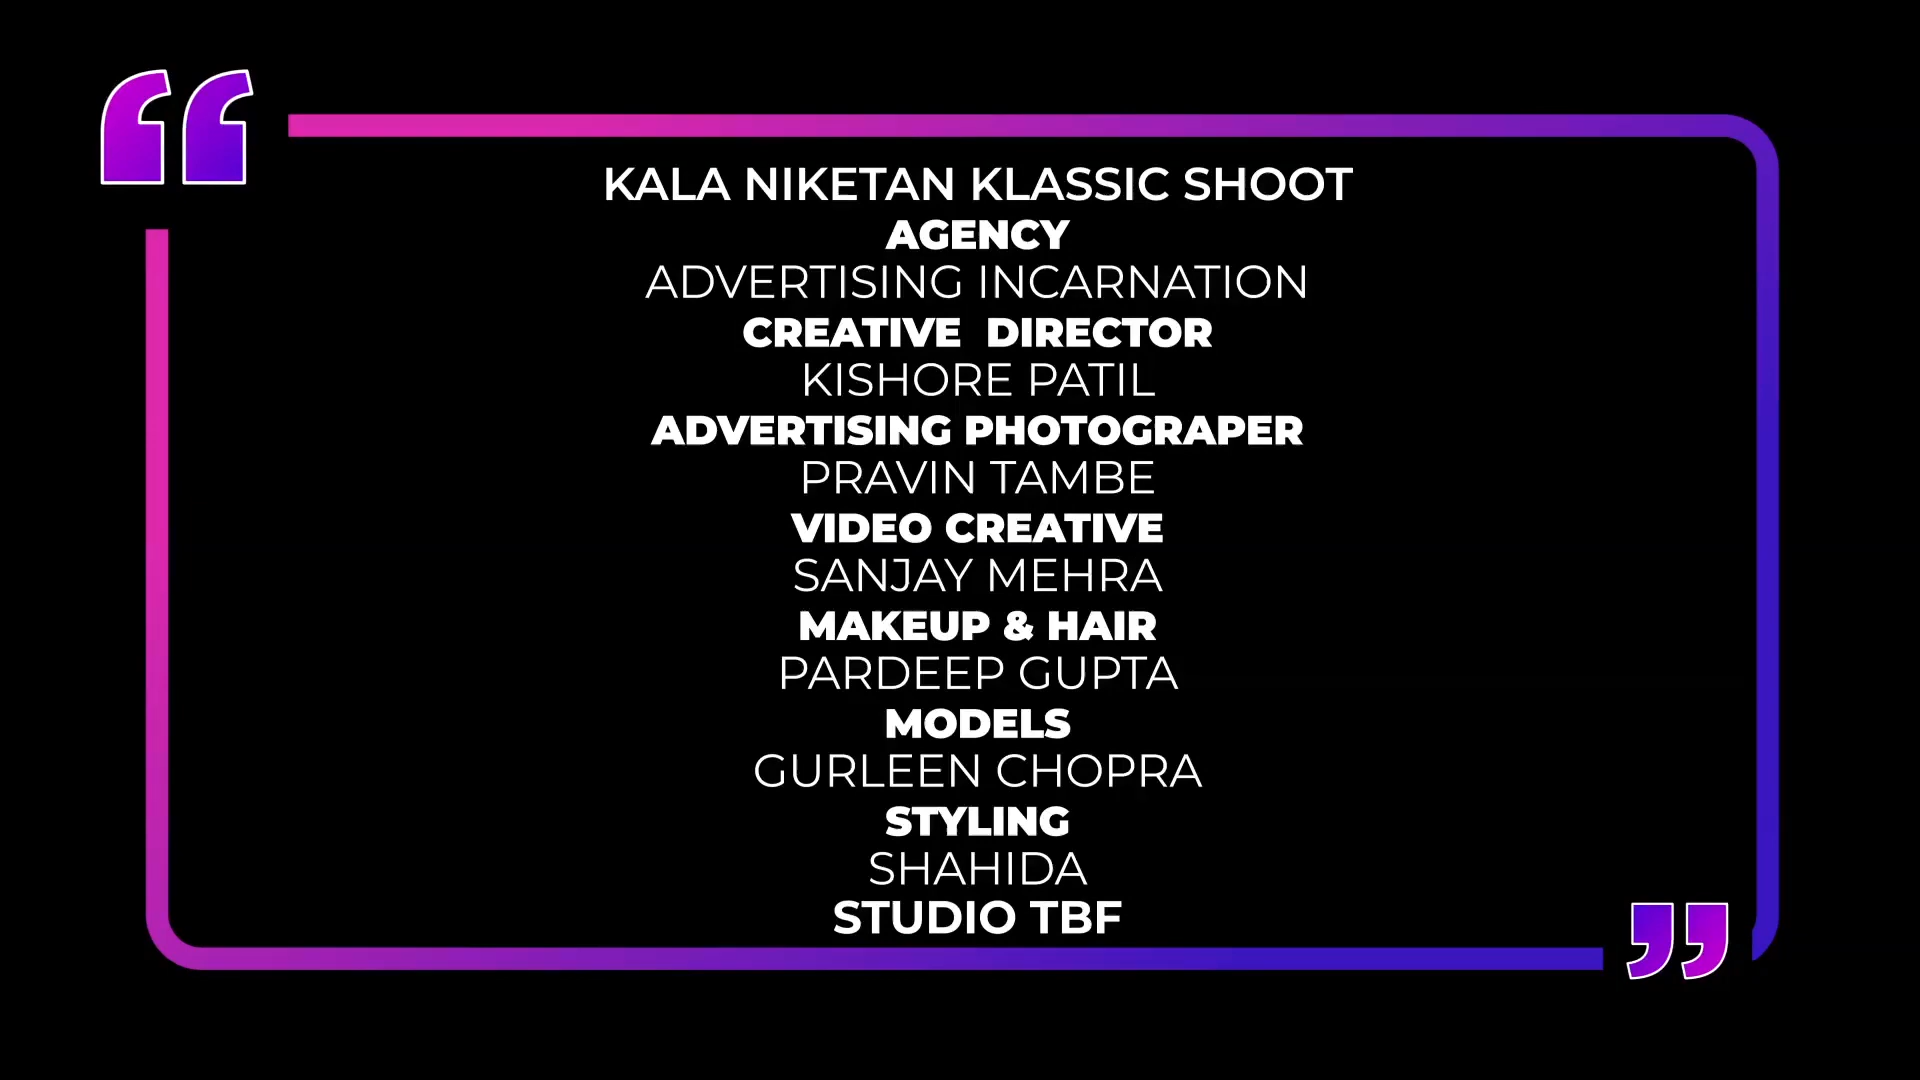 KALA NIKETAN KLASSIC SHOOT
AGENCY
ADVERTISING INCARNATION
CREATIVE  DIRECTOR
KISHORE PATIL
ADVERTISING PHOTOGRAPER
PRAVIN TAMBE
VIDEO CREATIVE
SANJAY MEHRA
MAKEUP & HAIR
PARDEEP GUPTA
MODELS
GURLEEN CHOPRA
STYLING
SHAHIDA
STUDIO TBF